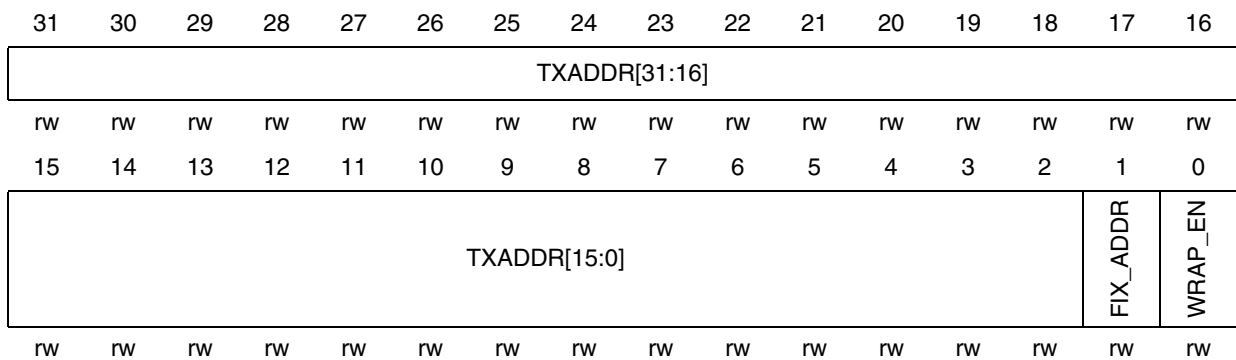 31 30 29 28 27 26 25 24 23 22 21 20 19 18 17 16
TXADDR[31:16]
rw rw rw rw rw rw rw rw rw rw rw rw rw rw rw rw
15 14 13 12 11 10 9 8 7 6 5 4 3 2 1 0
TXADDR[15:0] FIX_ADDR WRAP_EN
rw rw rw rw rw rw rw rw rw rw rw rw rw rw rw rw